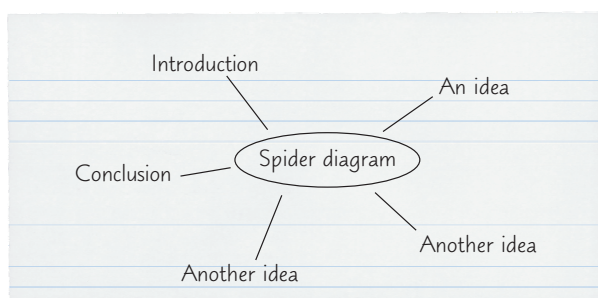 Introduction
An idea
Spider diagram
Conclusion
Another idea
Another idea